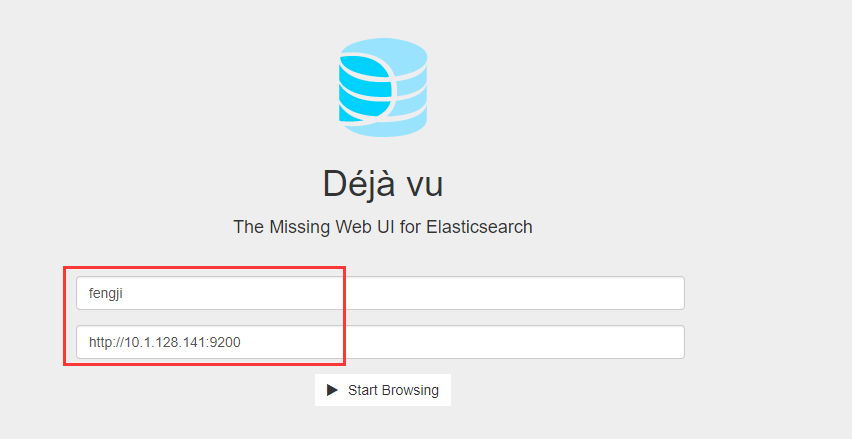 Déjà vu
The Missing Web UI for Elasticsearch
fengji
http://10.1.128.141:9200
Start Browsing